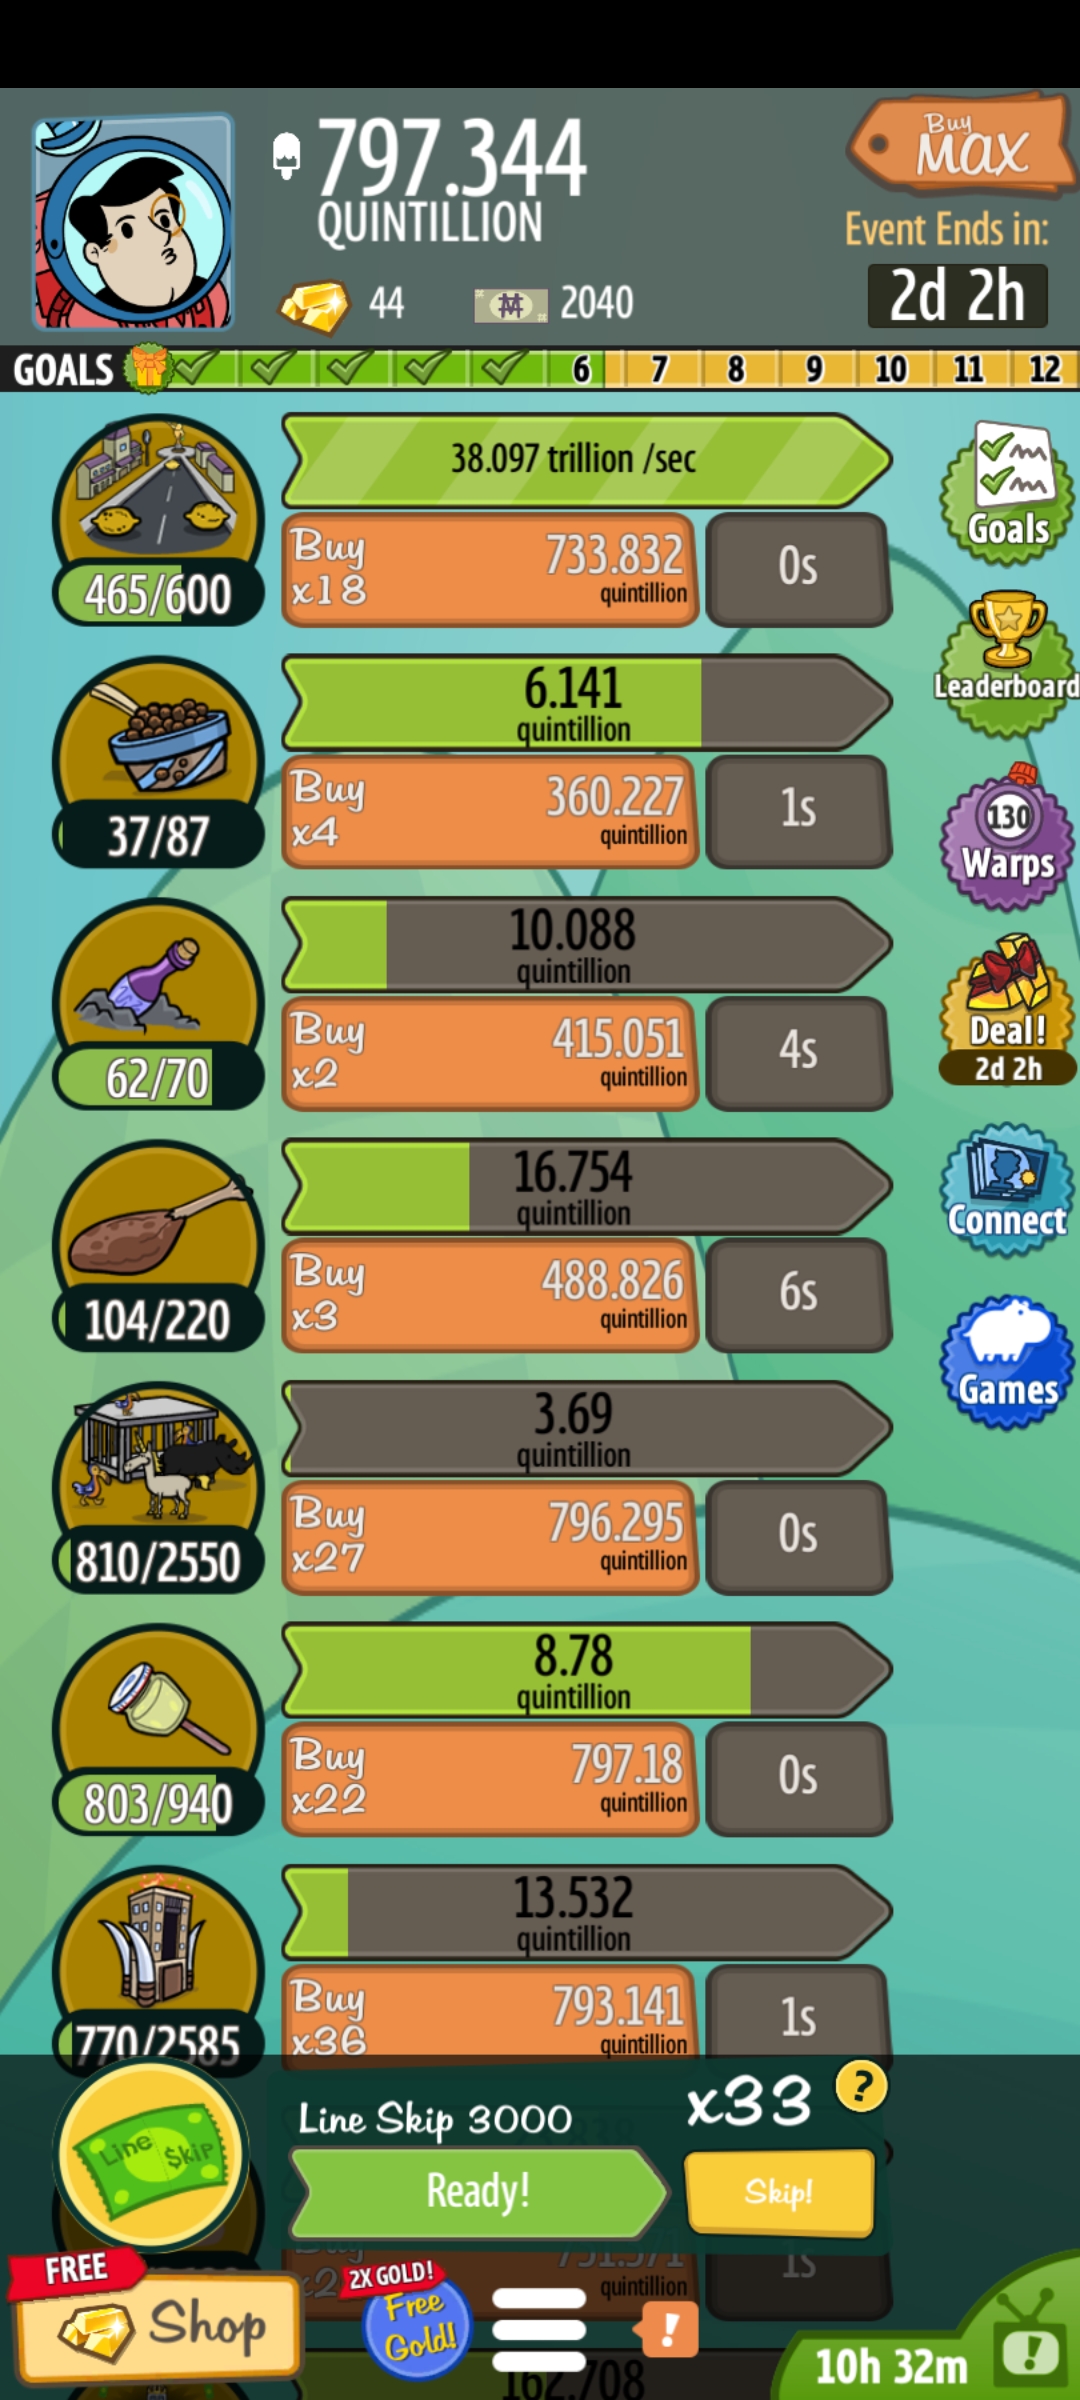 797.344
QUINTILLION
Buy
MAX
Event Ends in:
44
2040
2d 2h
GOALS 6 7 8 9 10 11 12
38.097 trillion /sec
Buy
x18
733.832
quintillion
0s
465/600
Goals
6.141
quintillion
Leaderboard
Buy
x4
360.227
quintillion
1s
37/87
130
Warps
10.088
quintillion
Buy
x2
415.051
quintillion
4s
62/70
Deal!
2d 2h
16.754
quintillion
Connect
Buy
x3
488.826
quintillion
6s
104/220
3.69
quintillion
Games
Buy
x27
796.295
quintillion
0s
810/2550
8.78
quintillion
Buy
x22
797.18
quintillion
0s
803/940
13.532
quintillion
Buy
x36
793.141
quintillion
1s
770/2585
Line Skip
Line Skip 3000
x33
?
Ready!
Skip!
quintillion
1s
FREE
Shop
2X GOLD!
Free
Gold!
!
10h 32m
!
162.708